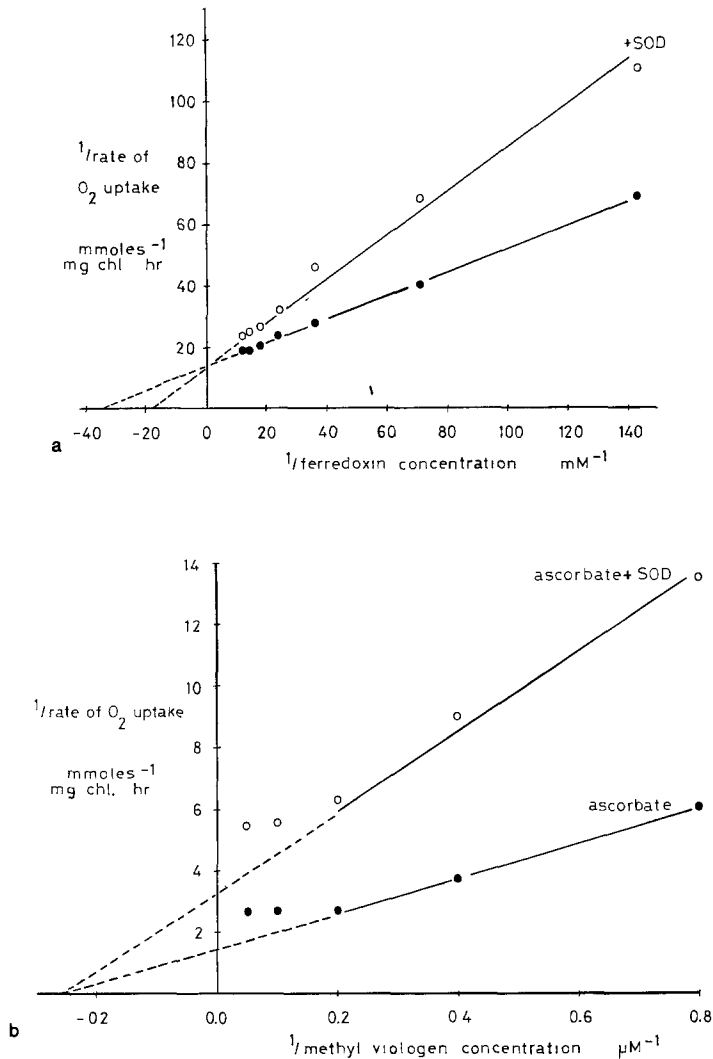 120
+SOD
100
1/rate of
80
O2 uptake
60
mmoles -1
mg chl hr
40
20
-40 -20 0 20 40 60 80 100 120 140
a
1/ferredoxin concentration mM-1
14
ascorbate + SOD
12
10
1/rate of O2 uptake
8
mmoles -1
mg chl. hr
6
ascorbate
4
2
-02 0.0 0.2 0.4 0.6 0.8
b
1/methyl viologen concentration µM-1